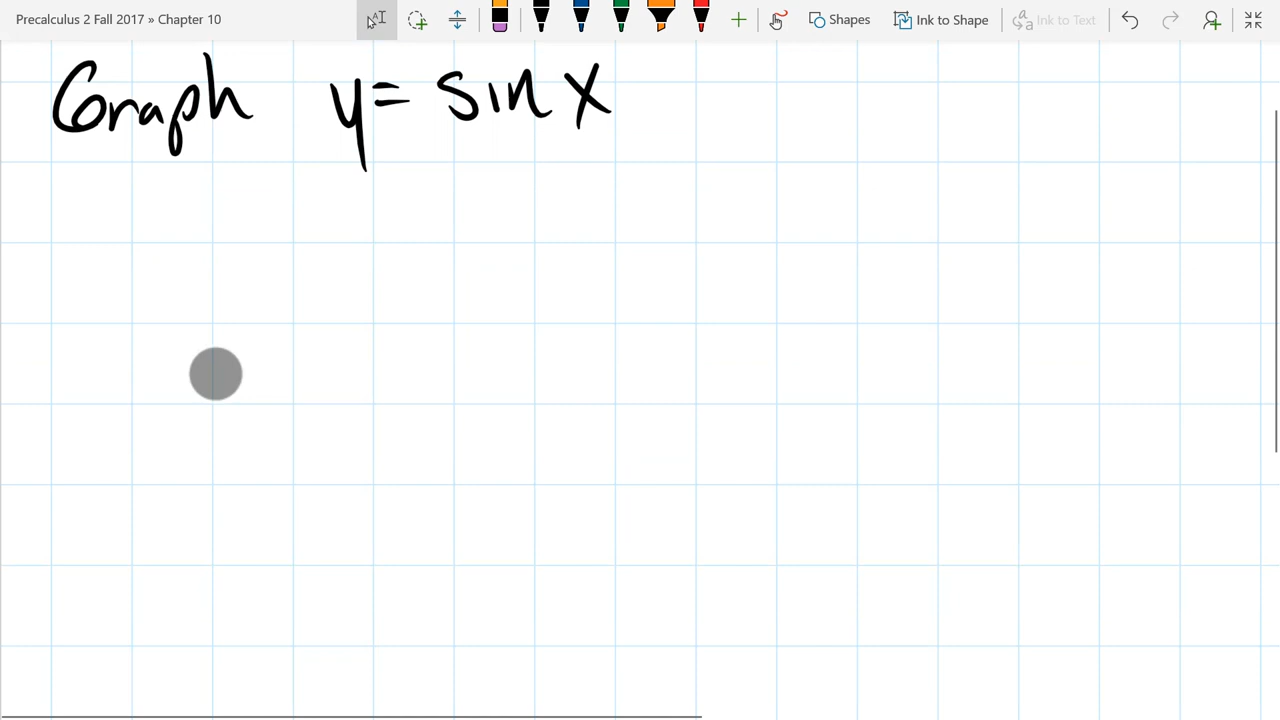 Precalculus 2 Fall 2017 » Chapter 10
Shapes
Ink to Shape
Ink to Text
Graph y= sin x